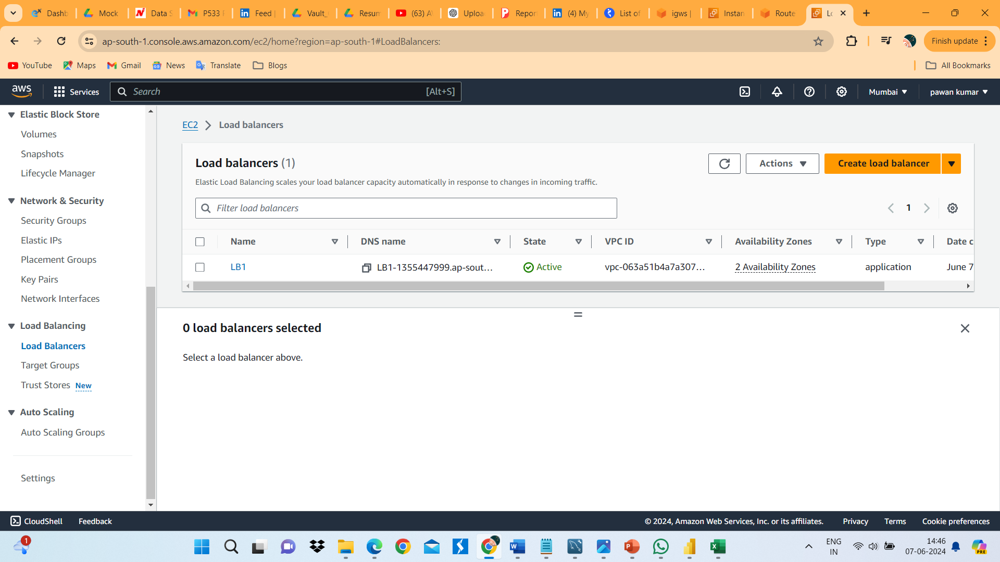 Dashb
Mock
Data S
P533 F
Feed |
Vault_
Resum
(63) A
Uploa
Repor
(4) My
List of
igws |
Instan
Route
Lo
ap-south-1.console.aws.amazon.com/ec2/home?region=ap-south-1#LoadBalancers:
Finish update
YouTube
Maps
Gmail
News
Translate
Blogs
All Bookmarks
aws
Services
Search
[Alt+S]
Mumbai
pawan kumar
Elastic Block Store
Volumes
Snapshots
Lifecycle Manager
Network & Security
Security Groups
Elastic IPs
Placement Groups
Key Pairs
Network Interfaces
Load Balancing
Load Balancers
Target Groups
Trust Stores New
Auto Scaling
Auto Scaling Groups
Settings
EC2 > Load balancers
Load balancers (1)
Actions
Create load balancer
Elastic Load Balancing scales your load balancer capacity automatically in response to changes in incoming traffic.
Filter load balancers
1
Name DNS name State VPC ID Availability Zones Type Date c
LB1 LB1-1355447999.ap-sout... Active vpc-063a51b4a7a307... 2 Availability Zones application June 7
0 load balancers selected
Select a load balancer above.
CloudShell
Feedback
© 2024, Amazon Web Services, Inc. or its affiliates.
Privacy
Terms
Cookie preferences
1
ENG
IN
14:46
07-06-2024
PRE